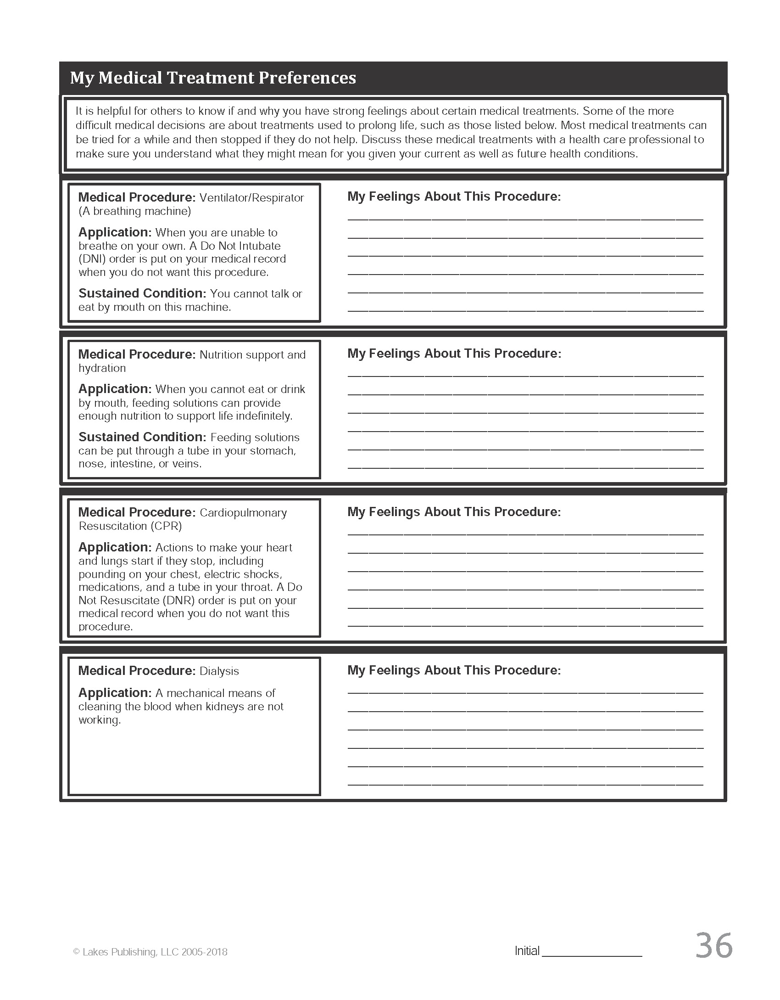 My Medical Treatment Preferences
It is helpful for others to know if and why you have strong feelings about certain medical treatments. Some of the more
difficult medical decisions are about treatments used to prolong life, such as those listed below. Most medical treatments can
be tried for a while and then stopped if they do not help. Discuss these medical treatments with a health care professional to
make sure you understand what they might mean for you given your current as well as future health conditions.
Medical Procedure: Ventilator/Respirator
(A breathing machine)
Application: When you are unable to
breathe on your own. A Do Not Intubate
(DNI) order is put on your medical record
when you do not want this procedure.
Sustained Condition: You cannot talk or
eat by mouth on this machine.
My Feelings About This Procedure:
Medical Procedure: Nutrition support and
hydration
Application: When you cannot eat or drink
by mouth, feeding solutions can provide
enough nutrition to support life indefinitely.
Sustained Condition: Feeding solutions
can be put through a tube in your stomach,
nose, intestine, or veins.
My Feelings About This Procedure:
Medical Procedure: Cardiopulmonary
Resuscitation (CPR)
Application: Actions to make your heart
and lungs start if they stop, including
pounding on your chest, electric shocks,
medications, and a tube in your throat. A Do
Not Resuscitate (DNR) order is put on your
medical record when you do not want this
procedure.
My Feelings About This Procedure:
Medical Procedure: Dialysis
Application: A mechanical means of
cleaning the blood when kidneys are not
working.
My Feelings About This Procedure:
© Lakes Publishing, LLC 2005-2018
Initial
36